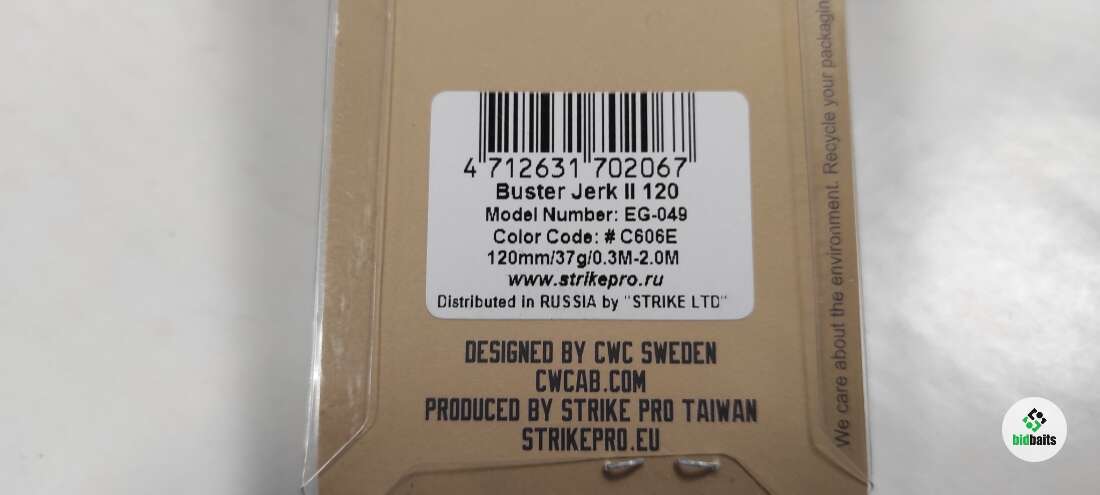 4 712631 702067
Buster Jerk II 120
Model Number: EG-049
Color Code: # C606E
120mm/37g/0.3M-2.0M
www.strikepro.ru
Distributed in RUSSIA by "STRIKE LTD"
DESIGNED BY CWC SWEDEN
CWCAB.COM
PRODUCED BY STRIKE PRO TAIWAN
STRIKEPRO.EU
We care about the environment. Recycle your packaging
bidbaits